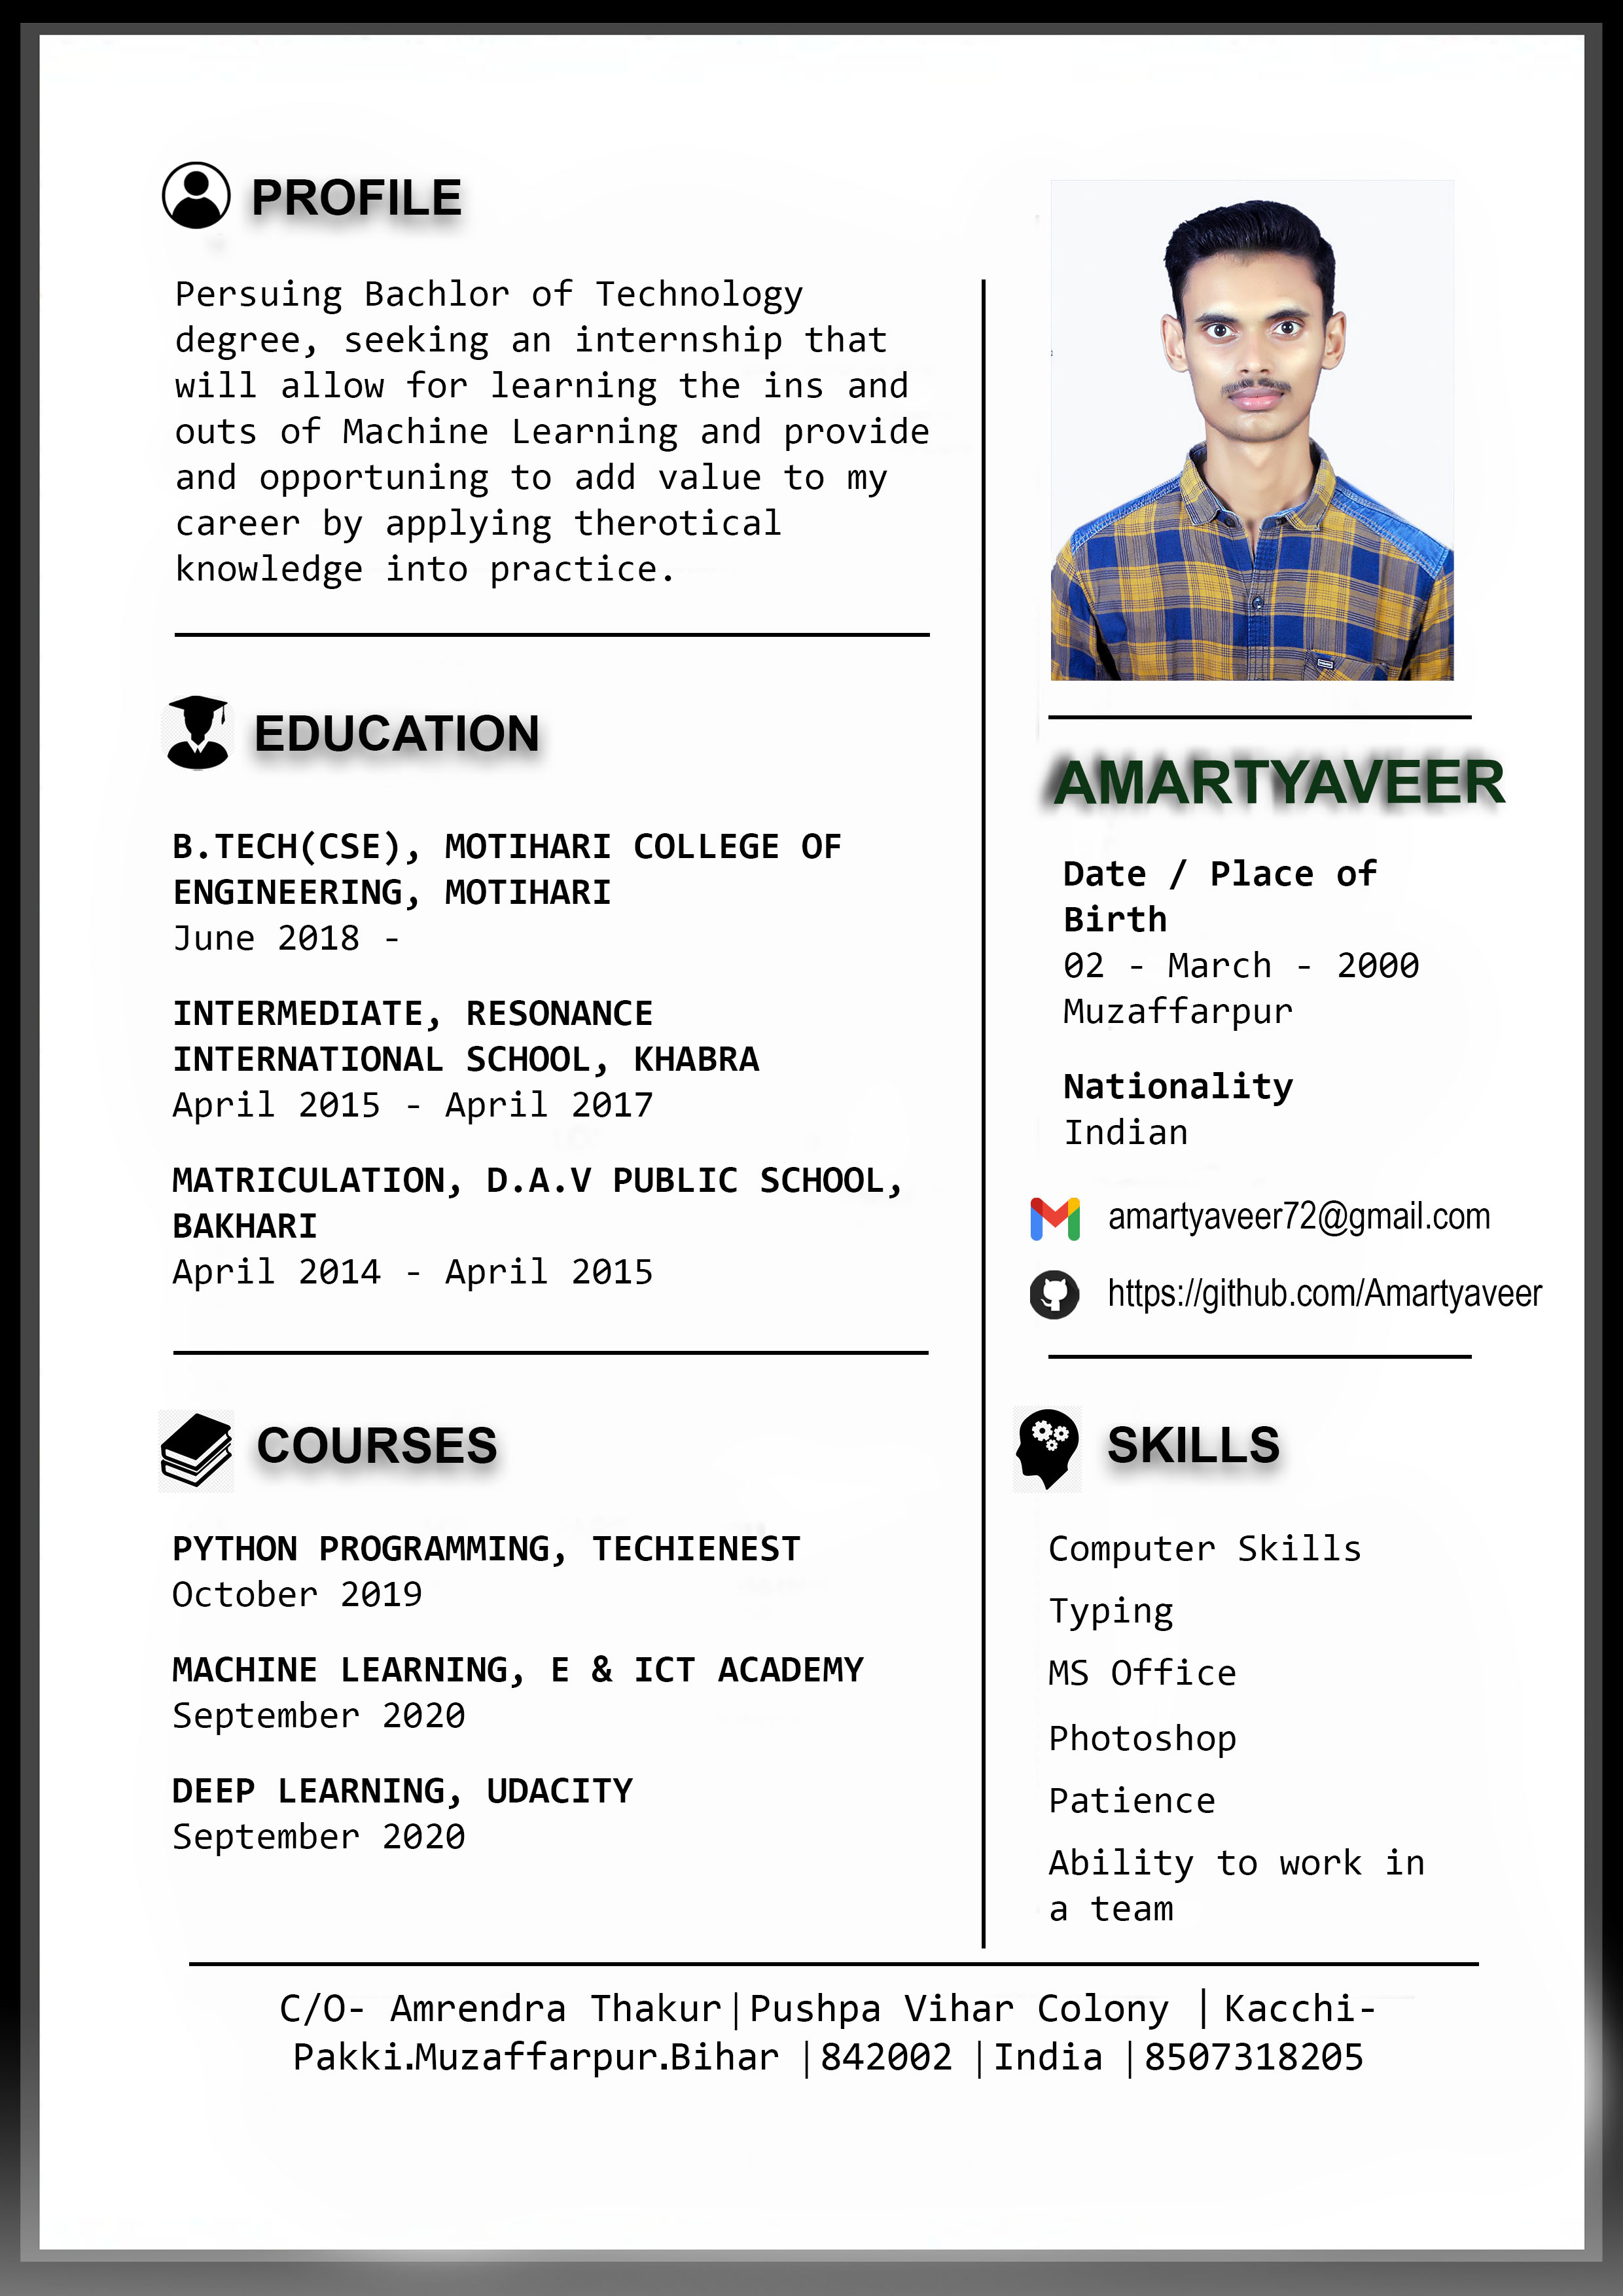 PROFILE
Persuing Bachlor of Technology
degree, seeking an internship that
will allow for learning the ins and
outs of Machine Learning and provide
and opportuning to add value to my
career by applying therotical
knowledge into practice.
EDUCATION
B.TECH(CSE), MOTIHARI COLLEGE OF
ENGINEERING, MOTIHARI
June 2018 -
INTERMEDIATE, RESONANCE
INTERNATIONAL SCHOOL, KHABRA
April 2015 - April 2017
MATRICULATION, D.A.V PUBLIC SCHOOL,
BAKHARI
April 2014 - April 2015
COURSES
PYTHON PROGRAMMING, TECHIENEST
October 2019
MACHINE LEARNING, E & ICT ACADEMY
September 2020
DEEP LEARNING, UDACITY
September 2020
AMARTYAVEER
Date / Place of
Birth
02 - March - 2000
Muzaffarpur
Nationality
Indian
amartyaveer72@gmail.com
https://github.com/Amartyaveer
SKILLS
Computer Skills
Typing
MS Office
Photoshop
Patience
Ability to work in
a team
C/O- Amrendra Thakur|Pushpa Vihar Colony |Kacchi-
Pakki.Muzaffarpur.Bihar |842002 |India |8507318205